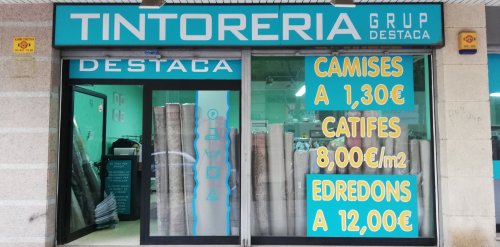 TINTORERIA
GRUP
DESTACA
DESTACA
CAMISES
A 1,30€
CATIFES
8,00€/m2
EDREDONS
A 12,00€